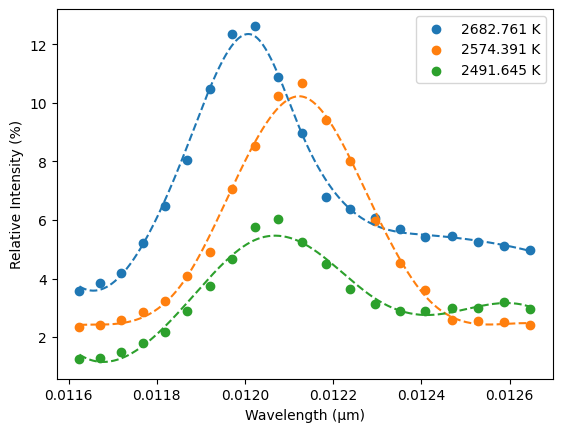 2682.761 K
2574.391 K
2491.645 K
Relative Intensity (%)
12
10
8
6
4
2
0.0116
0.0118
0.0120
0.0122
0.0124
0.0126
Wavelength (μm)